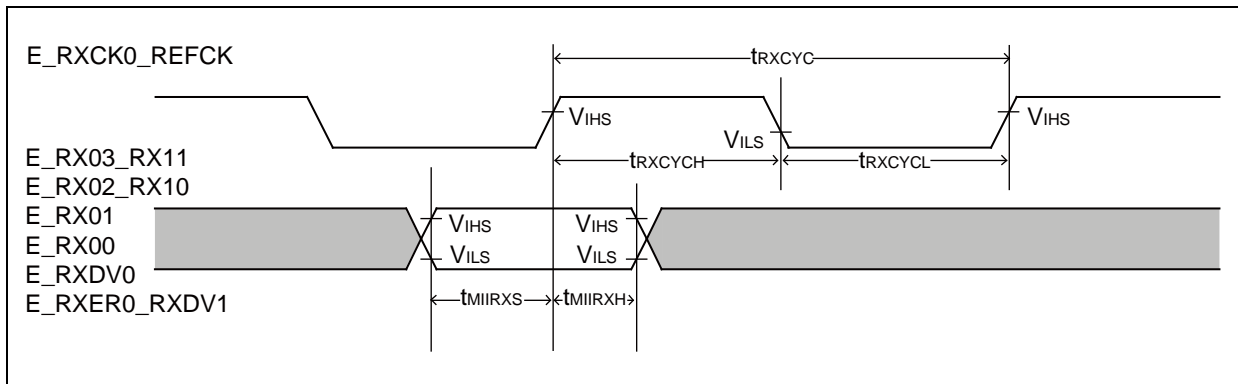 E_RXCK0_REFCK
tRXCYC
VIHS
VILS
VIHS
tRXCYCH
tRXCYCL
E_RX03_RX11
E_RX02_RX10
E_RX01
E_RX00
E_RXDV0
E_RXER0_RXDV1
VIHS
VIHS
VILS
VILS
tMIIRXS
tMIIRXH